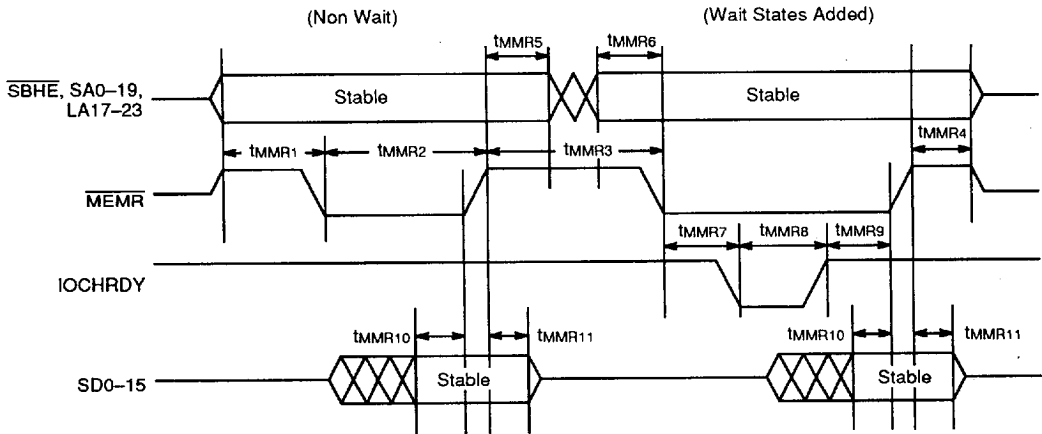 (Non Wait)
(Wait States Added)
tMMR5
tMMR6
SBHE, SA0–19,
LA17–23
Stable
Stable
tMMR1
tMMR2
tMMR3
tMMR4
MEMR
tMMR7
tMMR8
tMMR9
IOCHRDY
tMMR10
tMMR11
tMMR10
tMMR11
SD0–15
Stable
Stable